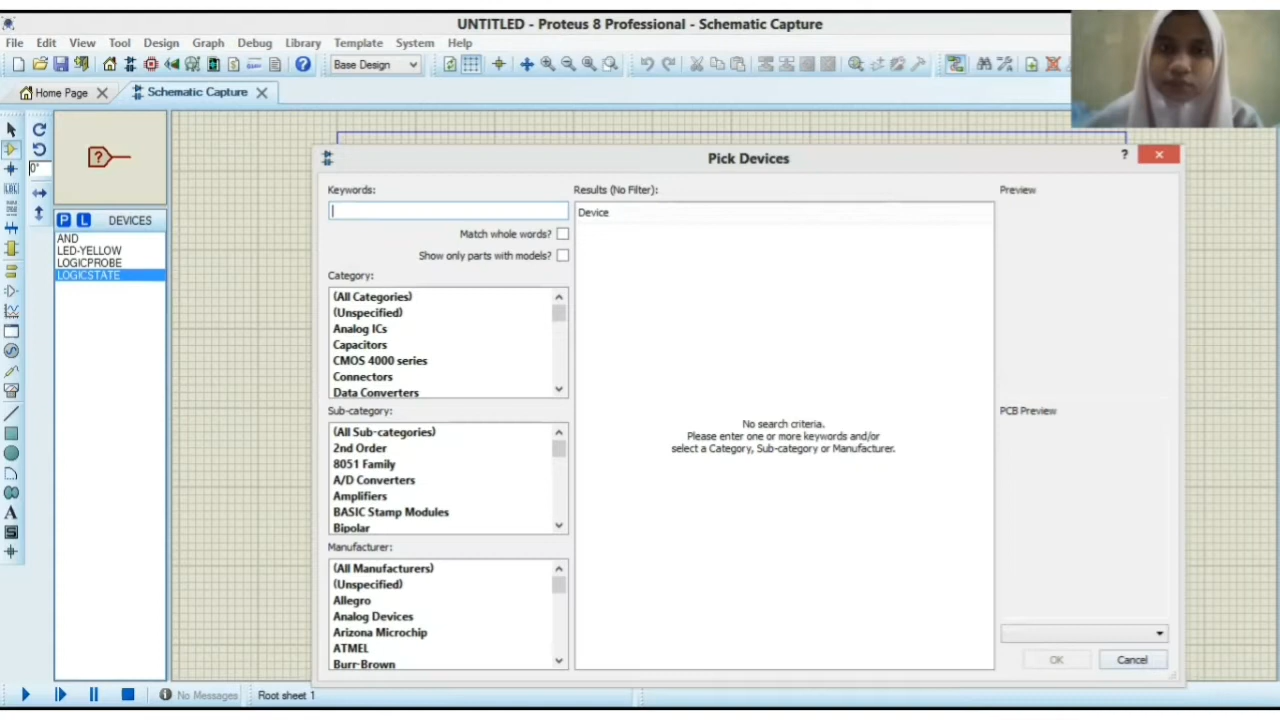 UNTITLED - Proteus 8 Professional - Schematic Capture
File Edit View Tool Design Graph Debug Library Template System Help
Base Design
Home Page
Schematic Capture
0°
?
P L DEVICES
AND
LED-YELLOW
LOGICPROBE
LOGICSTATE
Pick Devices
?
Keywords:
Match whole words?
Show only parts with models?
Category:
(All Categories)
(Unspecified)
Analog ICs
Capacitors
CMOS 4000 series
Connectors
Data Converters
Sub-category:
(All Sub-categories)
2nd Order
8051 Family
A/D Converters
Amplifiers
BASIC Stamp Modules
Bipolar
Manufacturer:
(All Manufacturers)
(Unspecified)
Allegro
Analog Devices
Arizona Microchip
ATMEL
Burr-Brown
Results (No Filter):
Device
No search criteria.
Please enter one or more keywords and/or
select a Category, Sub-category or Manufacturer.
Preview
PCB Preview
OK
Cancel
No Messages
Root sheet 1